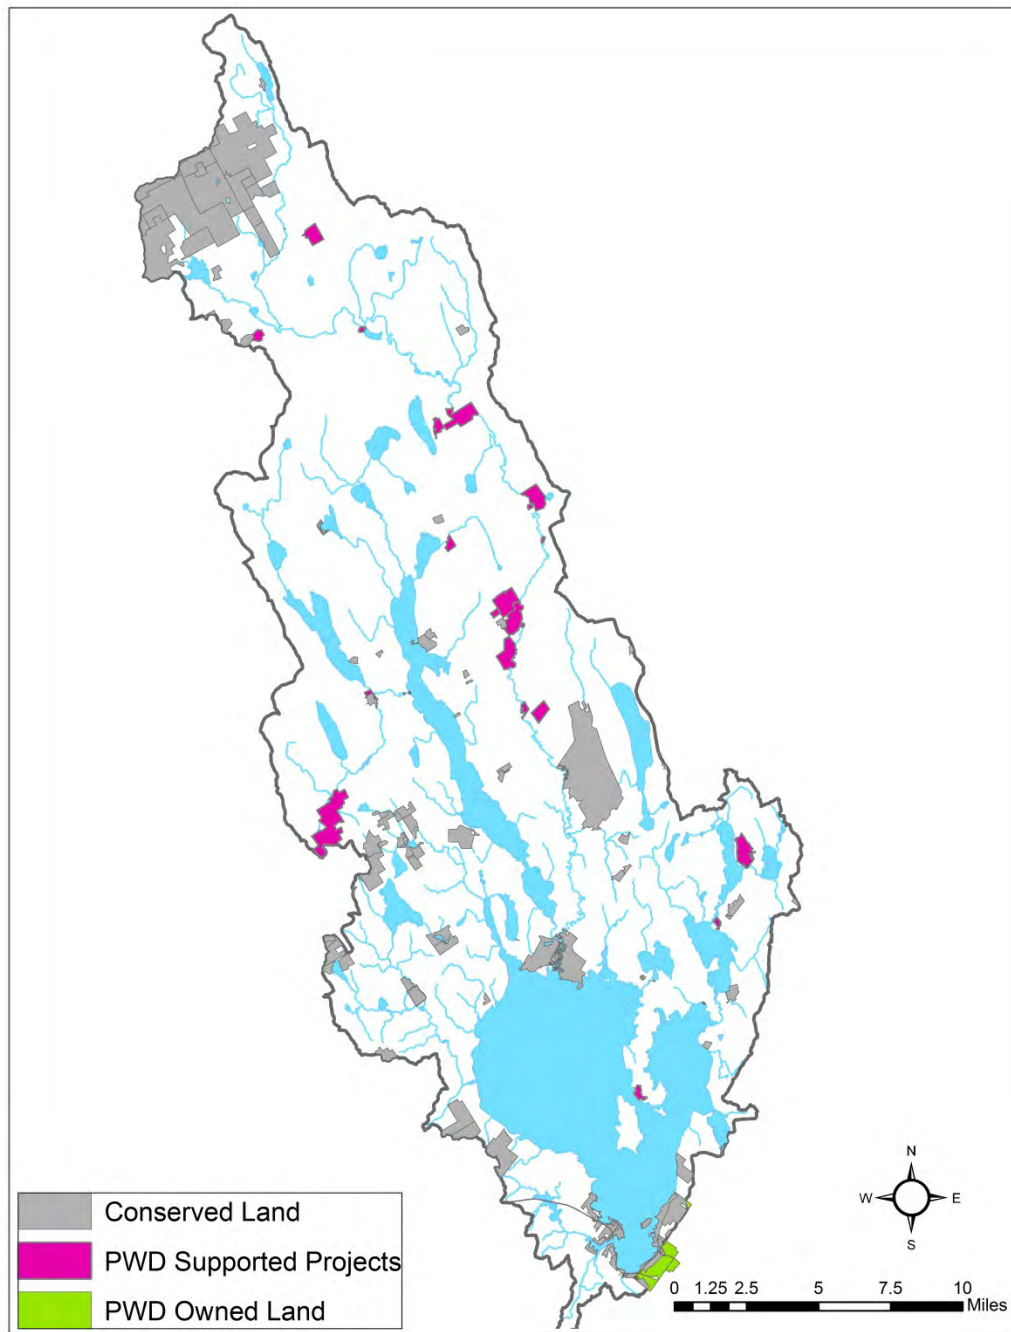 N
W E
S
Conserved Land
PWD Supported Projects
PWD Owned Land
0 1.25 2.5 5 7.5 10
Miles